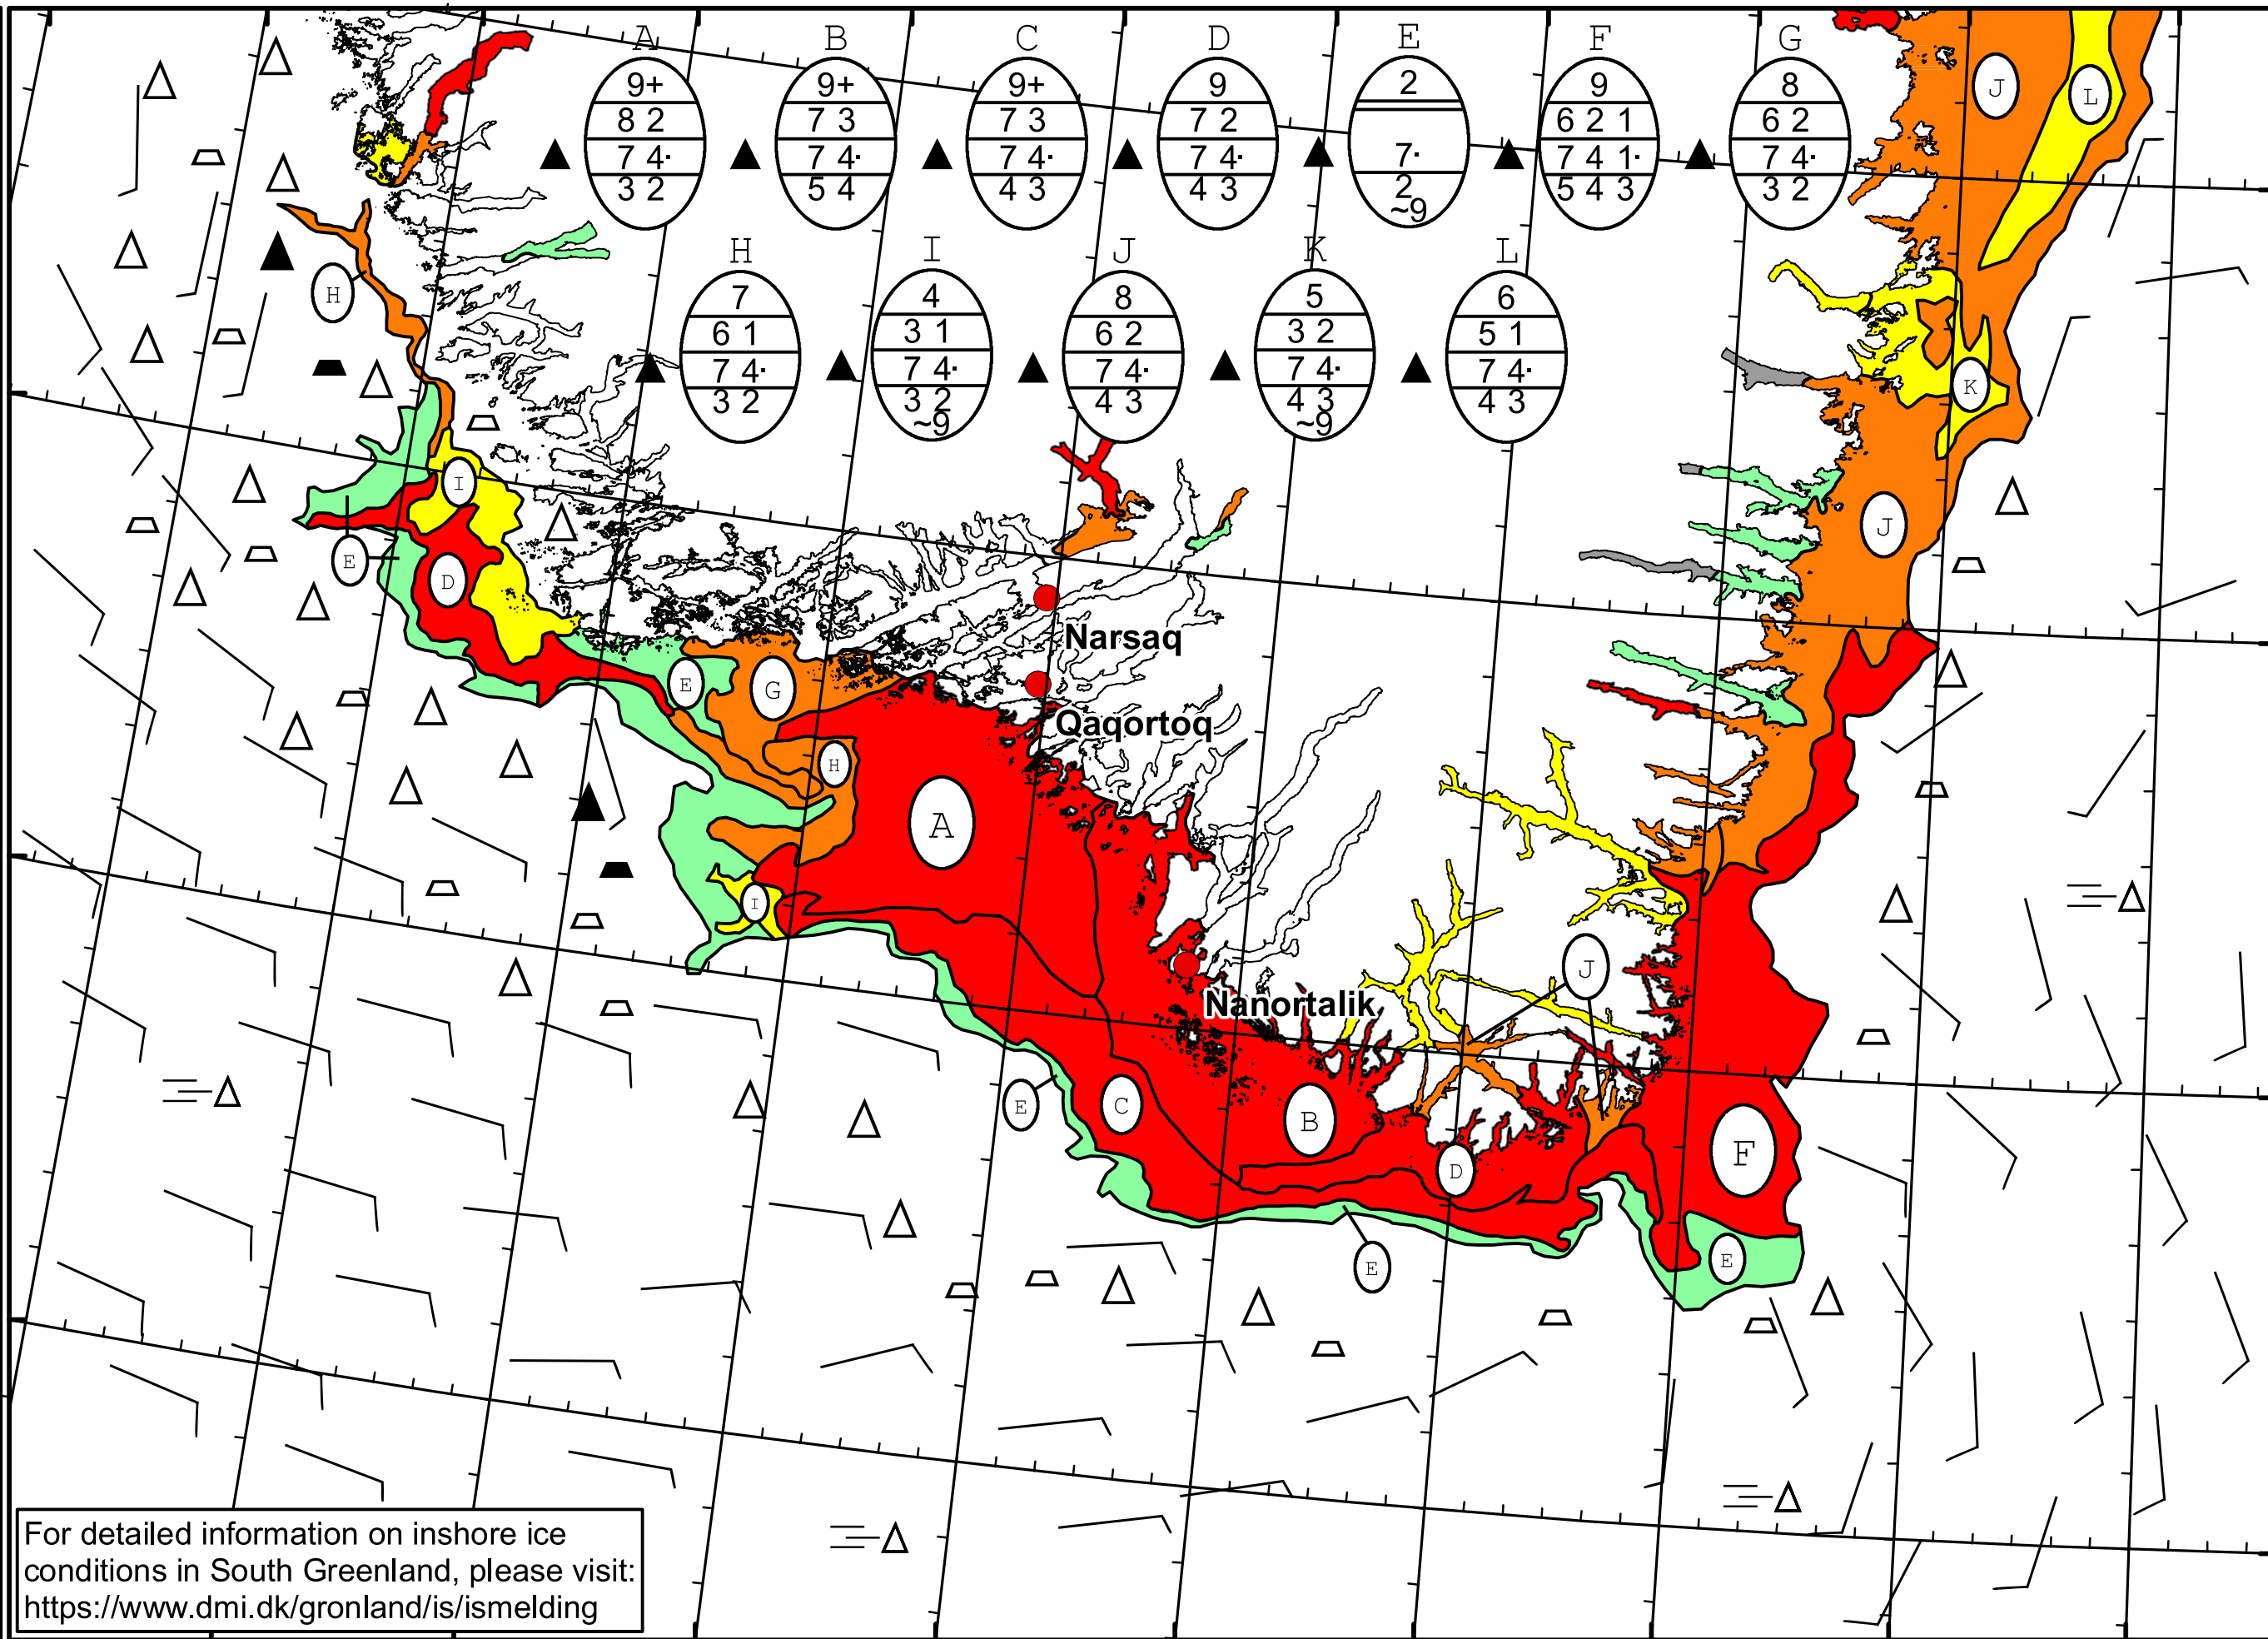 A B C D E F G
9+ 9+ 9+ 9 2 9 8
8 2 7 3 7 3 7 2 6 2 1 6 2
7 4· 7 4· 7 4· 7 4· 7· 7 4 1· 7 4·
3 2 5 4 4 3 4 3 2 5 4 3 3 2
~9
J
L
H I J K L
7 4 8 5 6
6 1 3 1 6 2 3 2 5 1
7 4· 7 4· 7 4· 7 4· 7 4·
3 2 3 2 4 3 4 3 4 3
~9 ~9
H
K
I
J
E
D
Narsaq
E
G
Qaqortoq
H
A
I
J
Nanortalik
E
C
B
F
D
E
E
For detailed information on inshore ice
conditions in South Greenland, please visit:
https://www.dmi.dk/gronland/is/ismelding